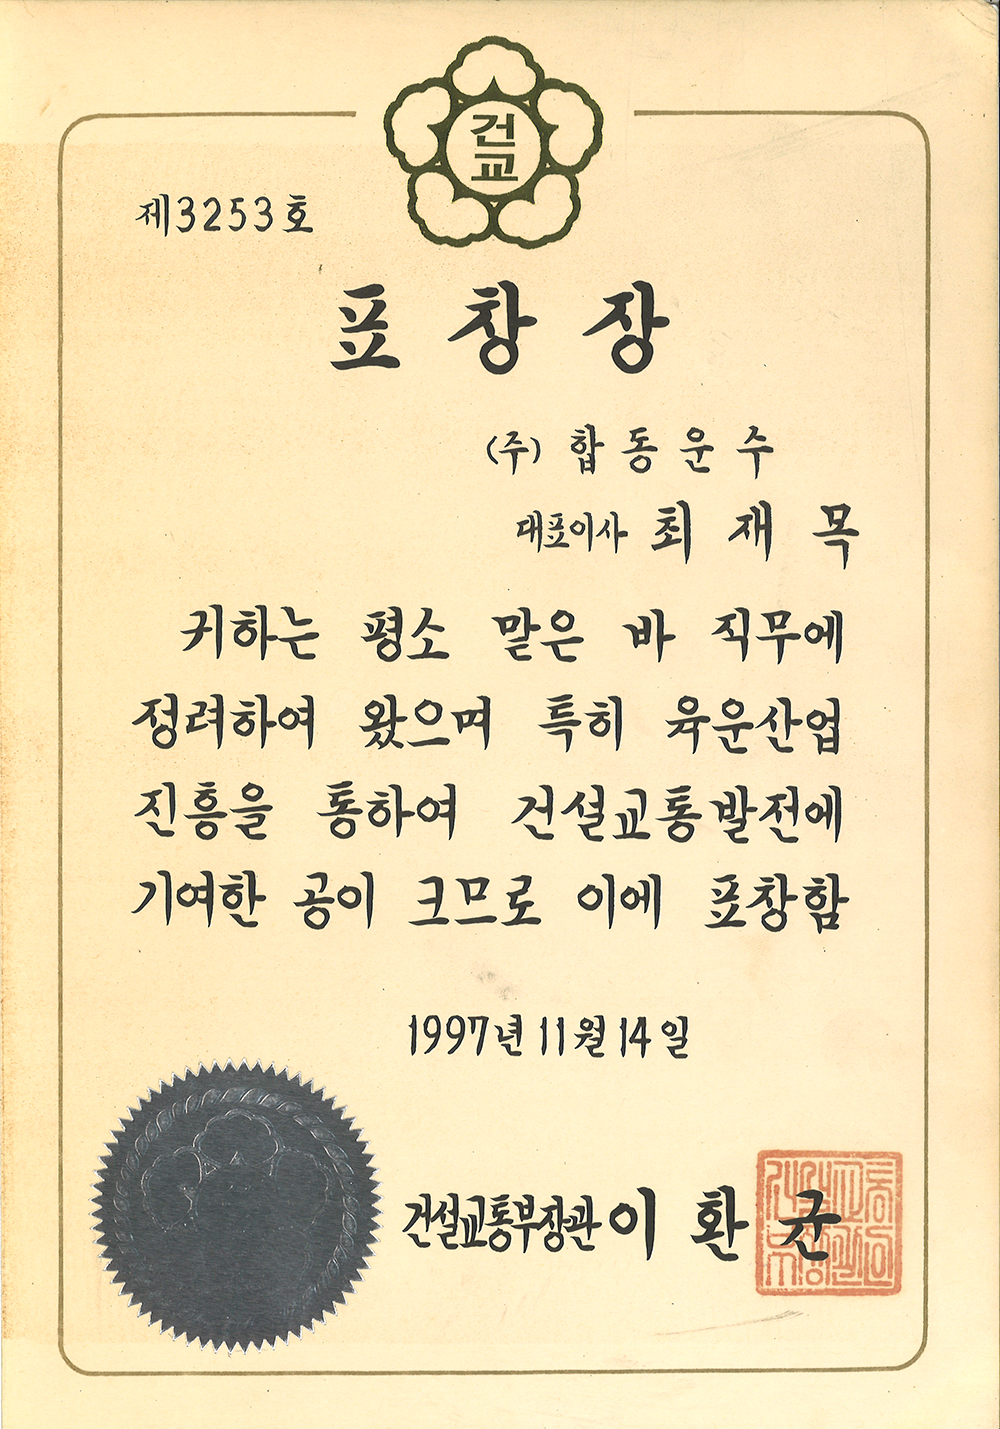 건
교
제3253호
표창장
(주) 합동운수
대표이사 최재목
귀하는 평소 맡은 바 직무에
정려하여 왔으며 특히 육운산업
진흥을 통하여 건설교통발전에
기여한 공이 크므로 이에 표창함
1997년 11월 14일
건설교통부장관 이환균